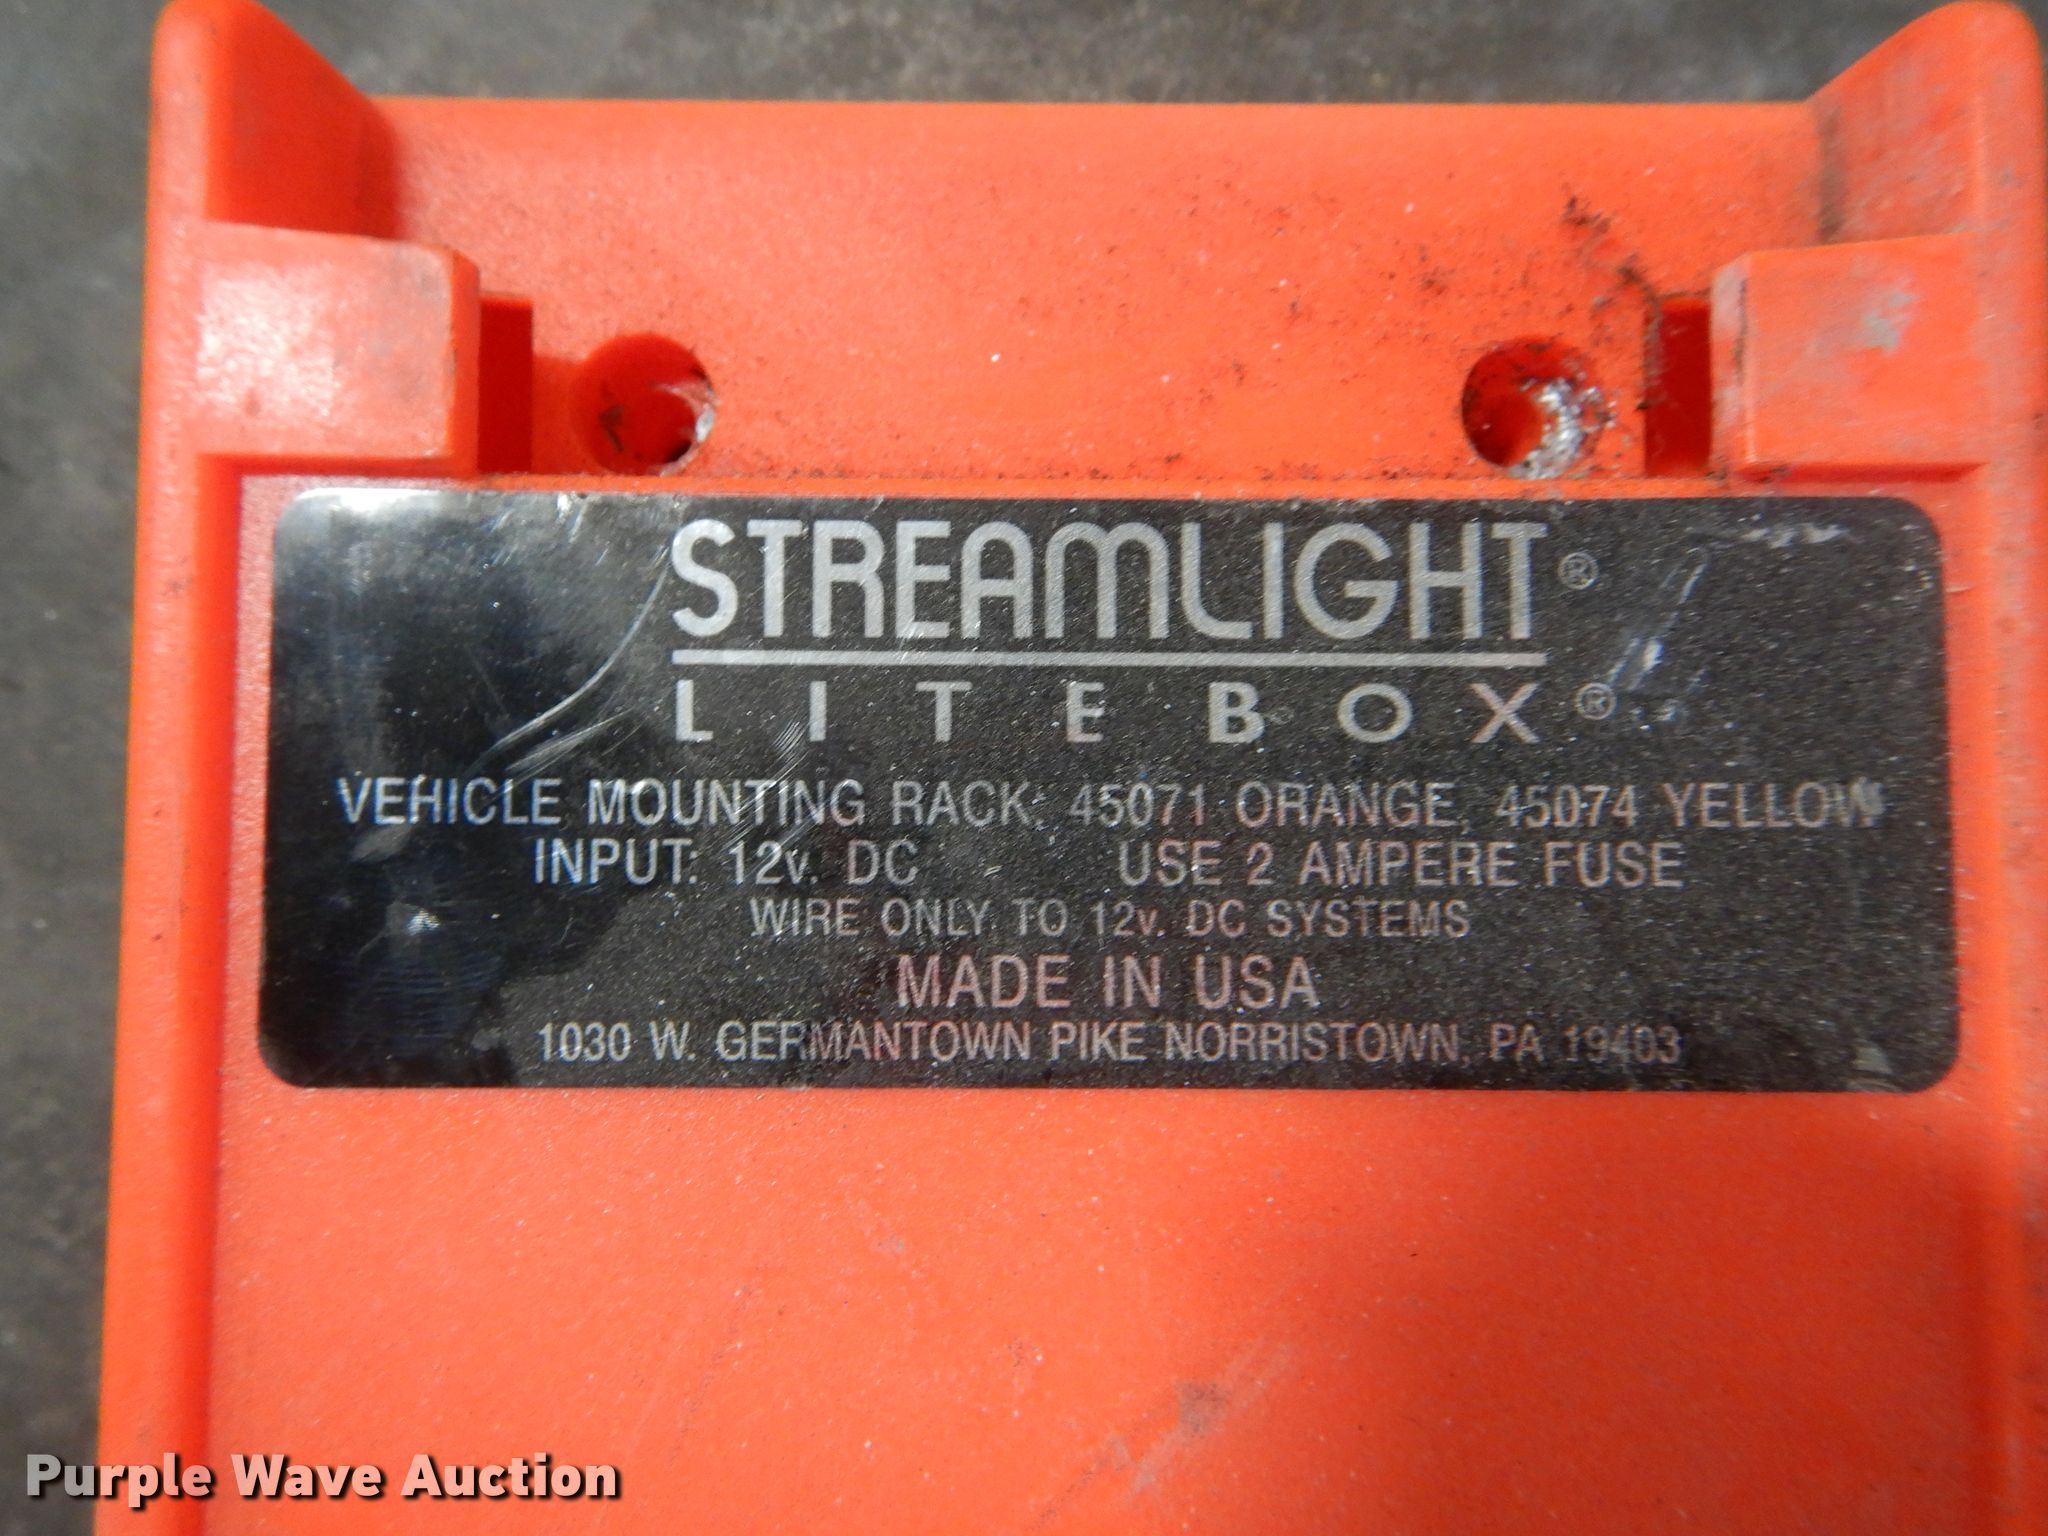 STREAMLIGHT®
LITEBOX®
VEHICLE MOUNTING RACK: 45071 ORANGE, 45074 YELLOW
INPUT: 12v. DC USE 2 AMPERE FUSE
WIRE ONLY TO 12v. DC SYSTEMS
MADE IN USA
1030 W. GERMANTOWN PIKE NORRISTOWN, PA 19403
Purple Wave Auction